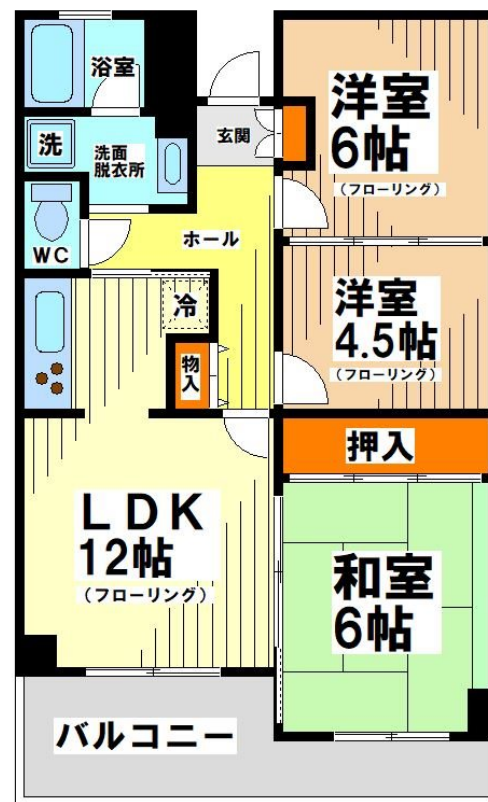 浴室
洋室
6帖
(フローリング)
玄関
洗
洗面
脱衣所
ホール
WC
洋室
4.5帖
(フローリング)
冷
物
入
押入
LDK
12帖
(フローリング)
和室
6帖
バルコニー